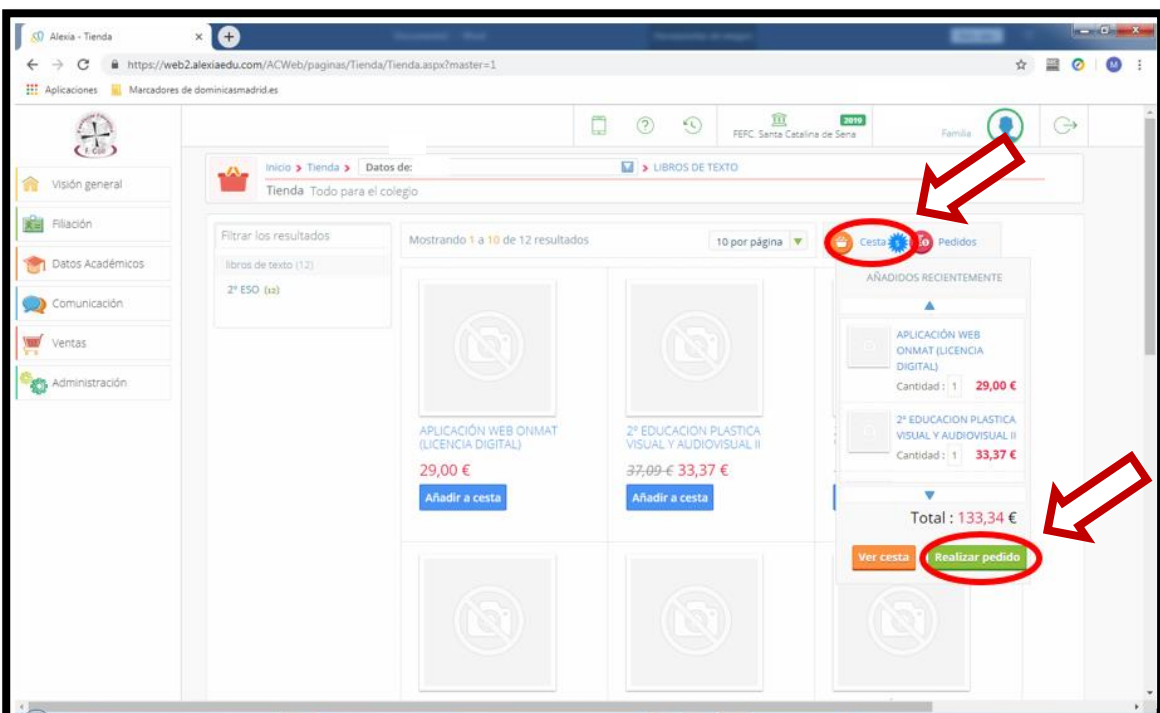 Alexia - Tienda
https://web2.alexiaedu.com/ACWeb/paginas/Tienda/Tienda.aspx?master=1
M
Aplicaciones Marcadores de dominicasmadrid.es
FEFC. Santa Catalina de Sena
2019
Familia
Inicio > Tienda > Datos de: > LIBROS DE TEXTO
Tienda Todo para el colegio
Visión general
Filiación
Datos Académicos
Comunicación
Ventas
Administración
Filtrar los resultados
libros de texto (12)
2º ESO (12)
Mostrando 1 a 10 de 12 resultados
10 por página
Cesta
Pedidos
AÑADIDOS RECIENTEMENTE
APLICACIÓN WEB
ONMAT (LICENCIA
DIGITAL)
Cantidad : 1 29,00 €
2º EDUCACION PLASTICA
VISUAL Y AUDIOVISUAL II
Cantidad : 1 33,37 €
Total : 133,34 €
Ver cesta Realizar pedido
APLICACIÓN WEB ONMAT
(LICENCIA DIGITAL)
29,00 €
Añadir a cesta
2º EDUCACION PLASTICA
VISUAL Y AUDIOVISUAL II
37,09 € 33,37 €
Añadir a cesta